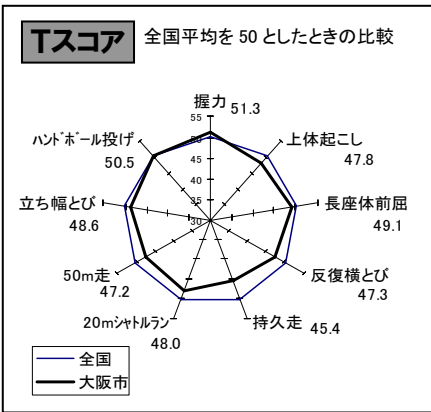 Tスコア
全国平均を50としたときの比較
握力 51.3
上体起こし
47.8
長座体前屈
49.1
反復横とび
47.3
持久走 45.4
20mシャトルラン
48.0
50m走
47.2
立ち幅とび
48.6
ハンドボール投げ
50.5
55
50
45
40
35
30
全国
大阪市